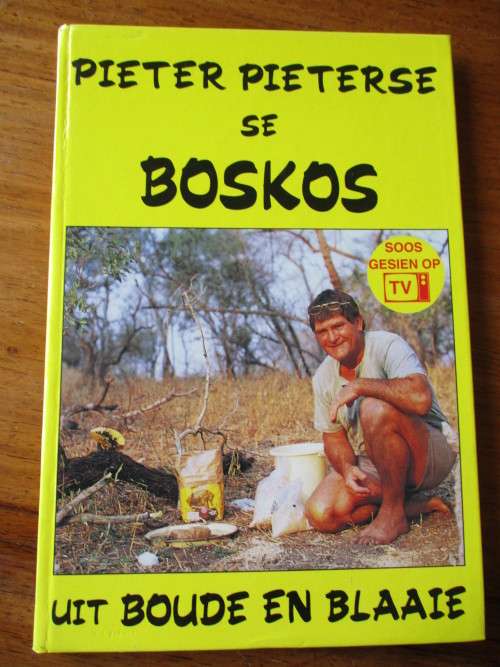 PIETER PIETERSE
SE
BOSKOS
SOOS
GESIEN OP
TV
UIT BOUDE EN BLAAIE